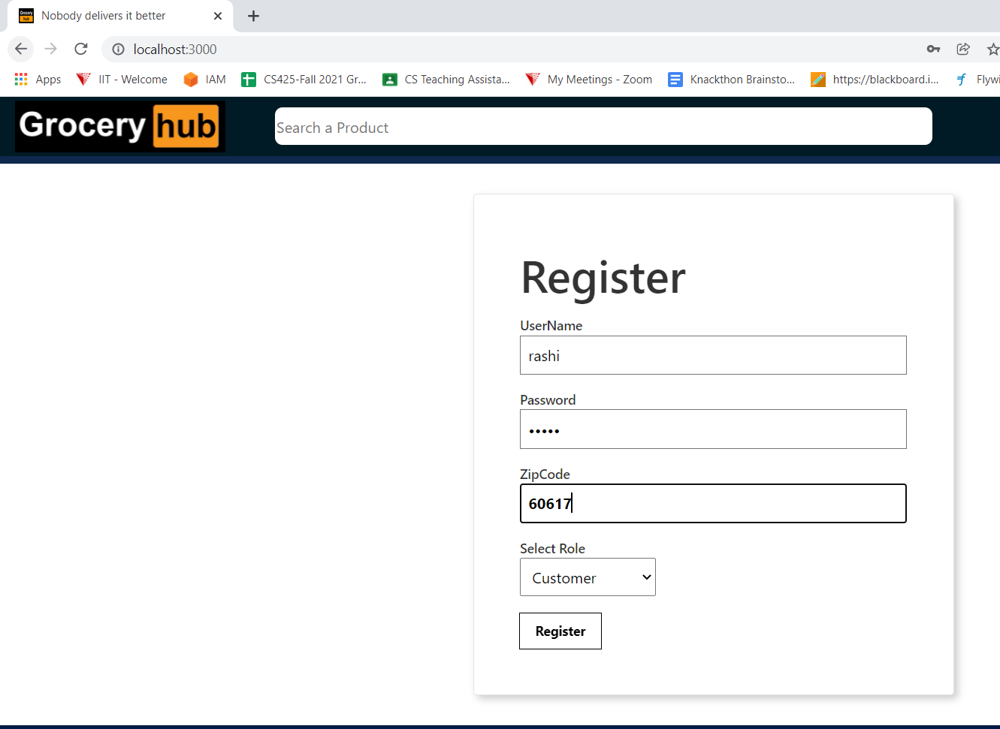 Nobody delivers it better
localhost:3000
Apps IIT - Welcome IAM CS425-Fall 2021 Gr... CS Teaching Assista... My Meetings - Zoom Knackthon Brainsto... https://blackboard.i... Flywi
Grocery hub Search a Product
Register
UserName
rashi
Password
•••••
ZipCode
60617
Select Role
Customer
Register